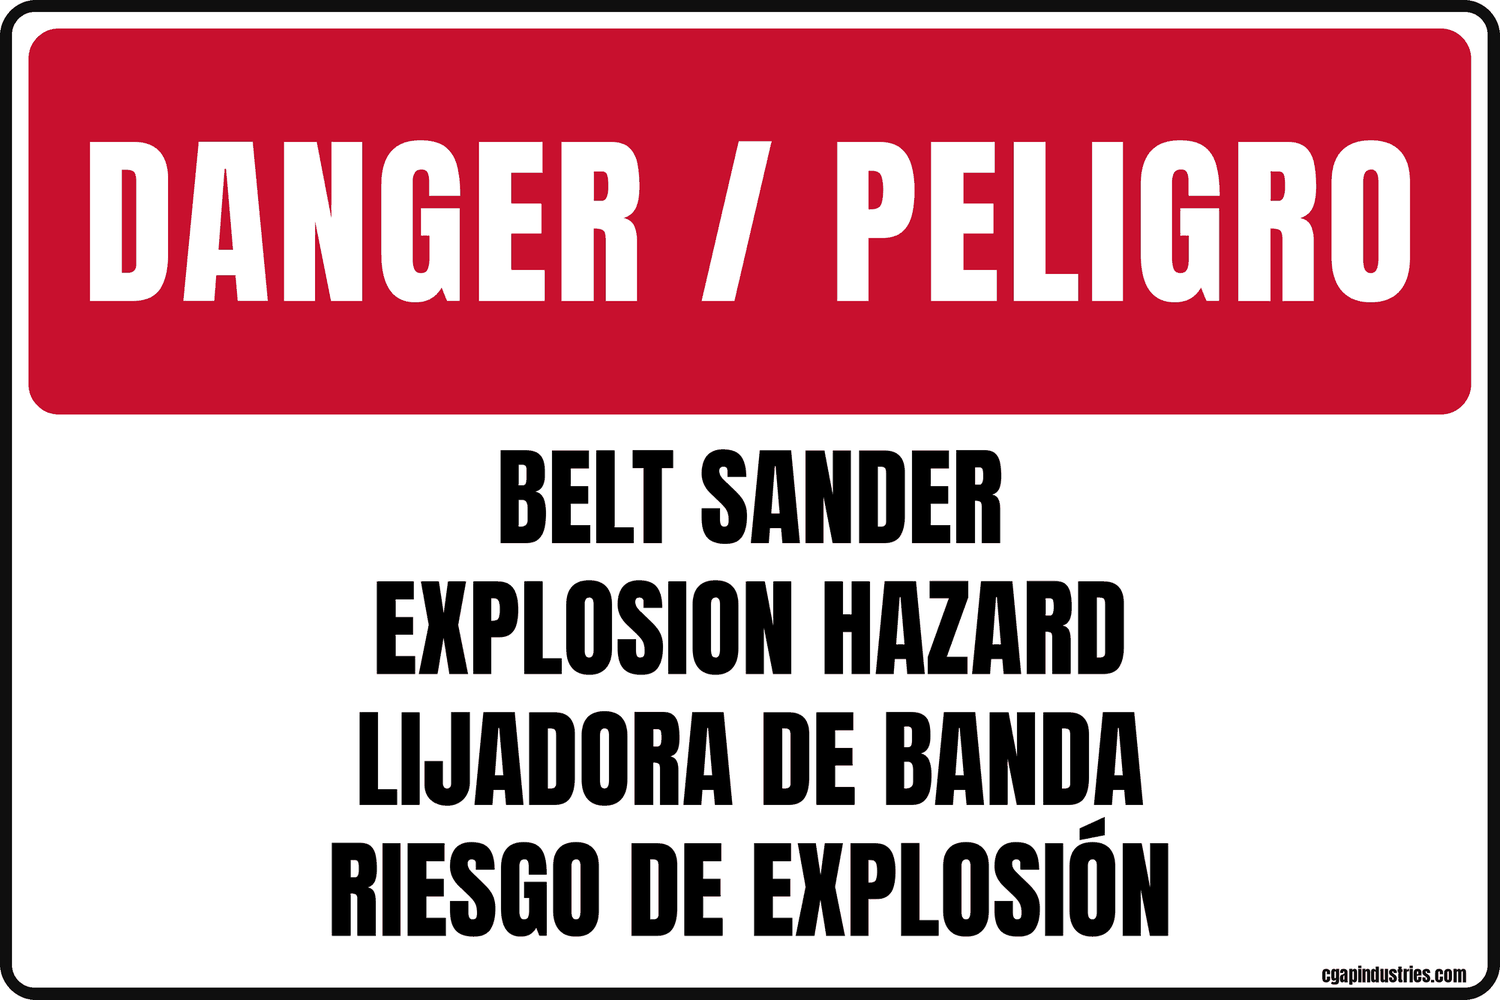 DANGER / PELIGRO
BELT SANDER
EXPLOSION HAZARD
LIJADORA DE BANDA
RIESGO DE EXPLOSIÓN
cgapindustries.com